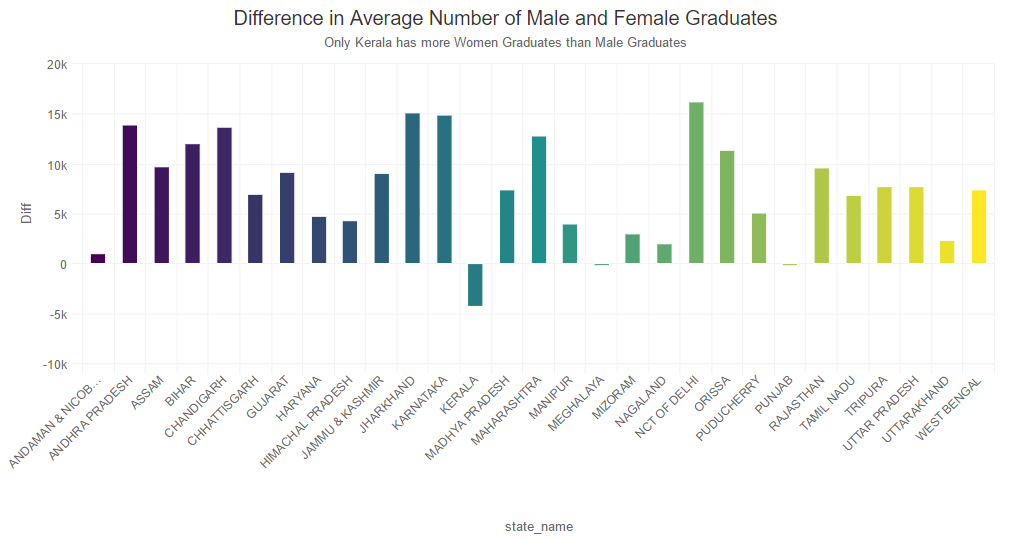 Difference in Average Number of Male and Female Graduates
Only Kerala has more Women Graduates than Male Graduates
20k
15k
10k
5k
0
-5k
-10k
Diff
ANDAMAN & NICOB...
ANDHRA PRADESH
ASSAM
BIHAR
CHANDIGARH
CHHATTISGARH
GUJARAT
HARYANA
HIMACHAL PRADESH
JAMMU & KASHMIR
JHARKHAND
KARNATAKA
KERALA
MADHYA PRADESH
MAHARASHTRA
MANIPUR
MEGHALAYA
MIZORAM
NAGALAND
NCT OF DELHI
ORISSA
PUDUCHERRY
PUNJAB
RAJASTHAN
TAMIL NADU
TRIPURA
UTTAR PRADESH
UTTARAKHAND
WEST BENGAL
state_name